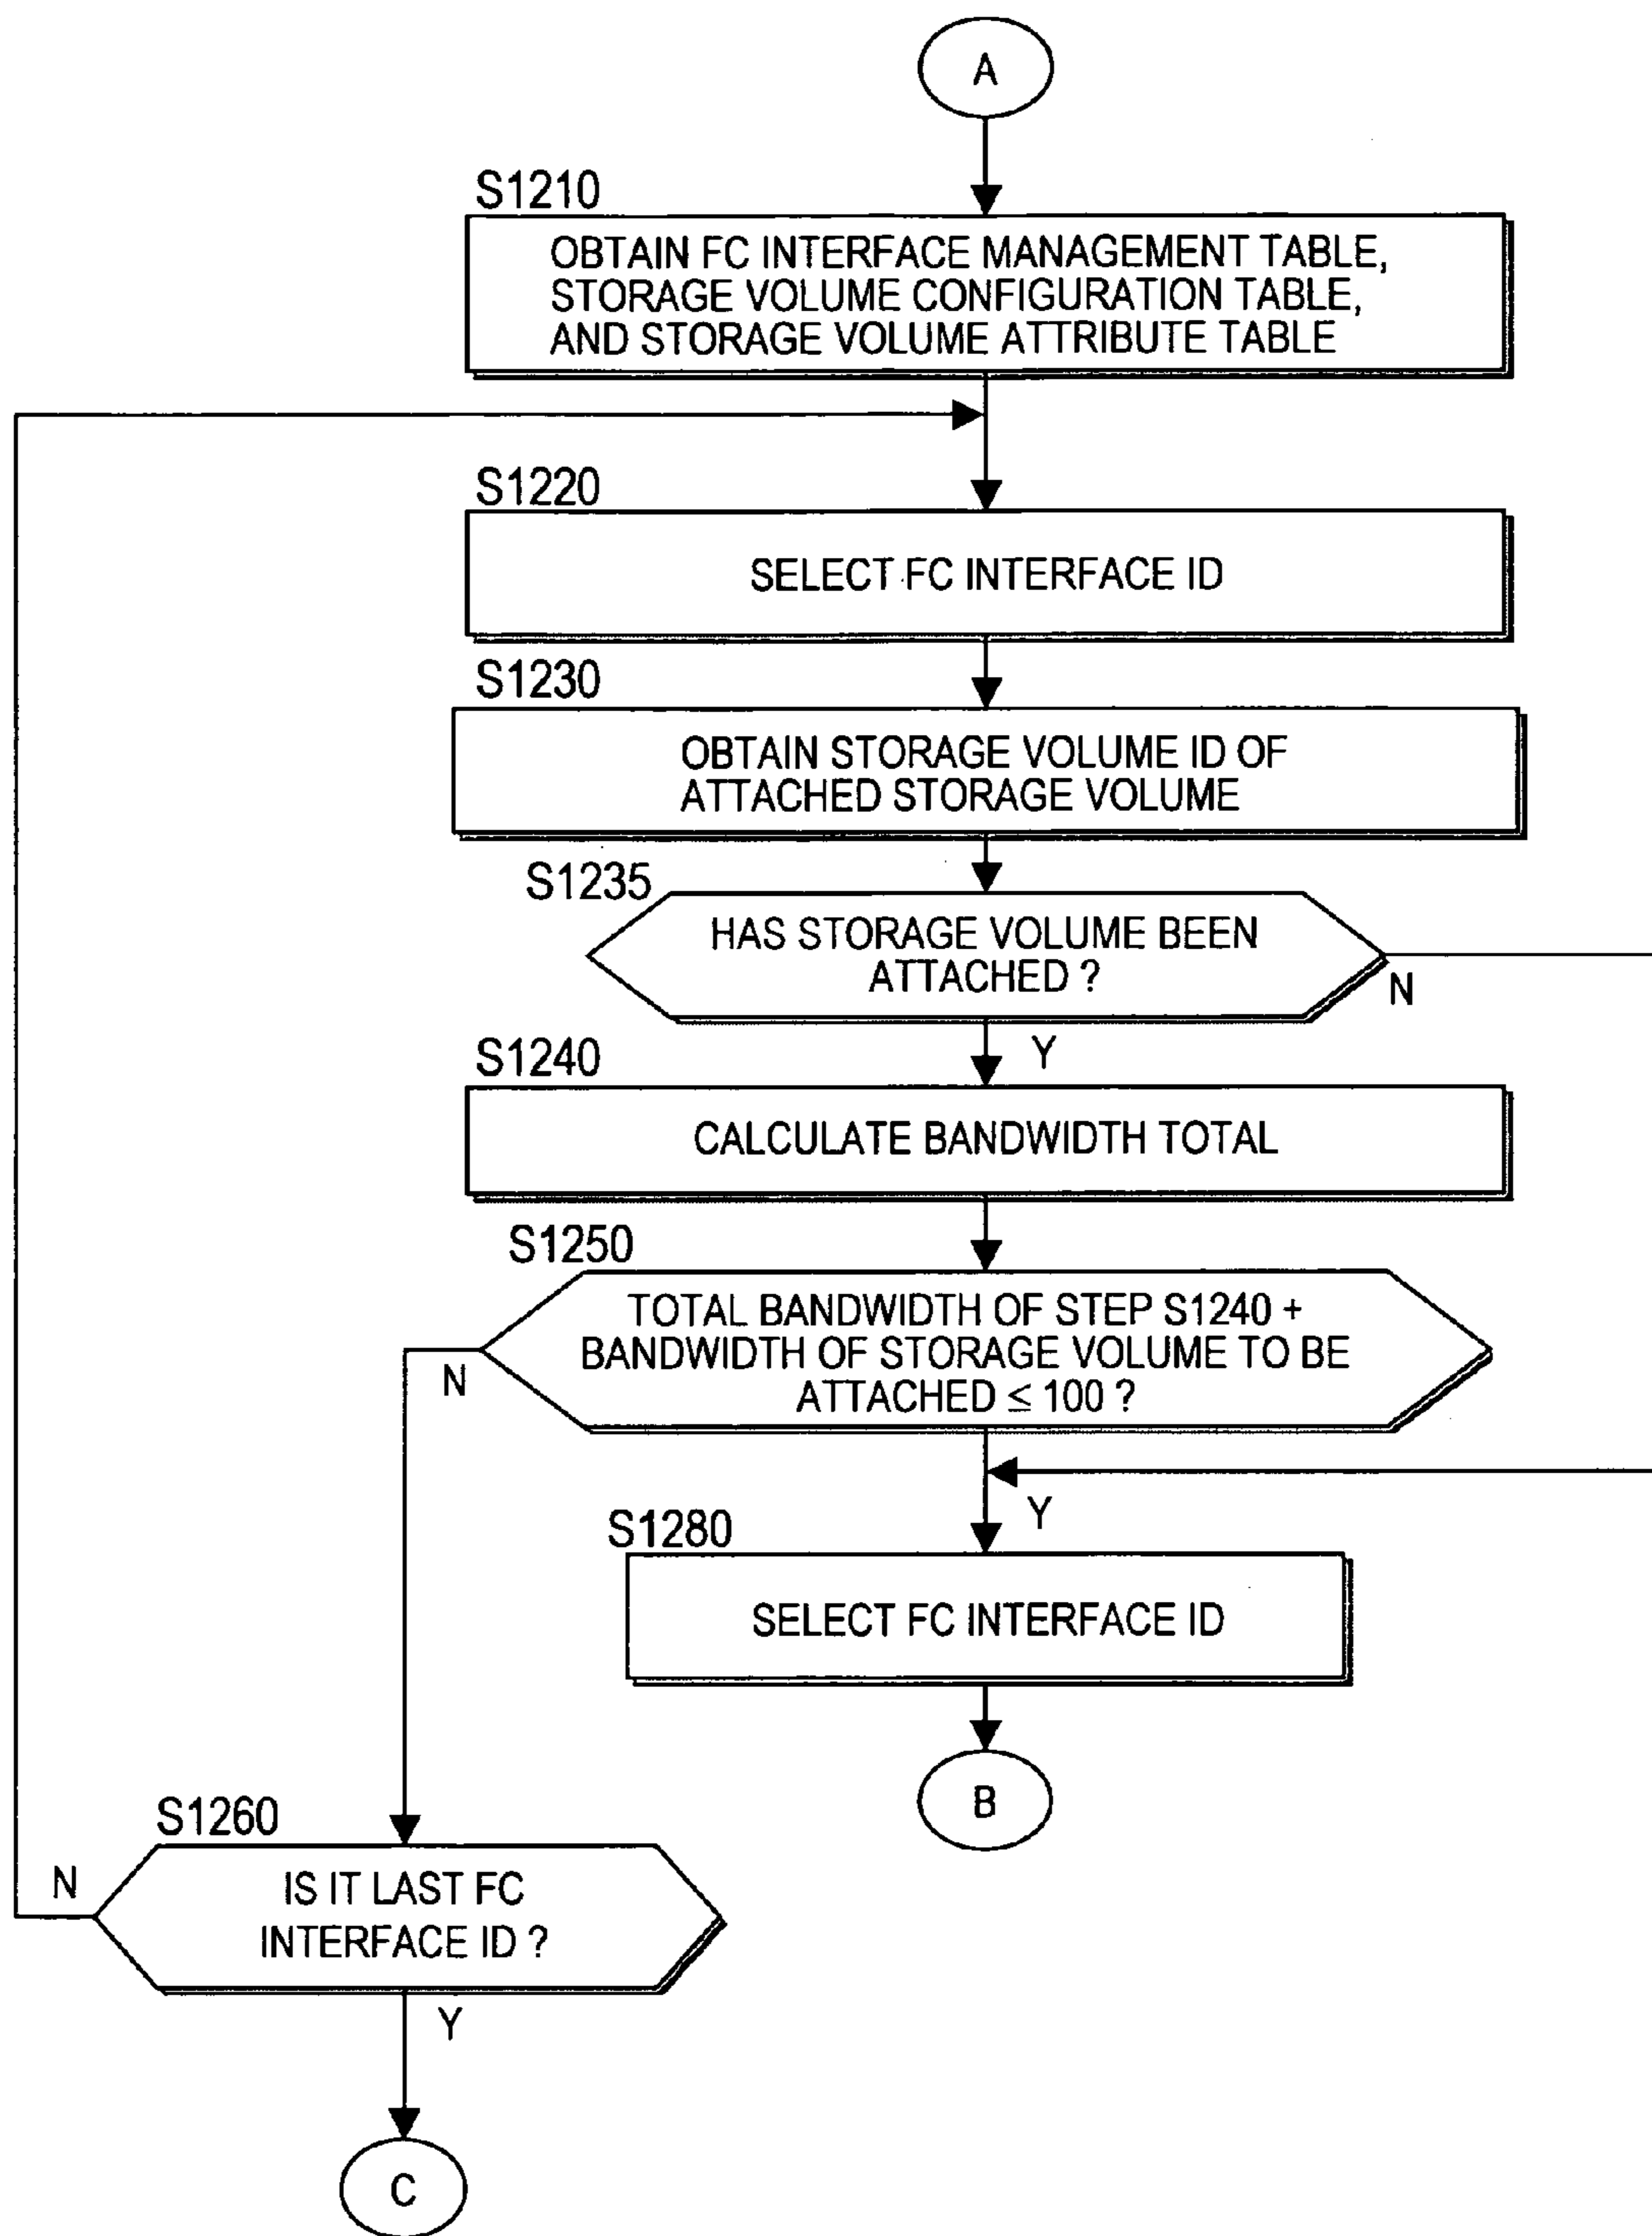 A
S1210
OBTAIN FC INTERFACE MANAGEMENT TABLE,
STORAGE VOLUME CONFIGURATION TABLE,
AND STORAGE VOLUME ATTRIBUTE TABLE
S1220
SELECT FC INTERFACE ID
S1230
OBTAIN STORAGE VOLUME ID OF
ATTACHED STORAGE VOLUME
S1235
HAS STORAGE VOLUME BEEN
ATTACHED ?
N
Y
S1240
CALCULATE BANDWIDTH TOTAL
S1250
TOTAL BANDWIDTH OF STEP S1240 +
BANDWIDTH OF STORAGE VOLUME TO BE
ATTACHED ≤ 100 ?
N
Y
S1280
SELECT FC INTERFACE ID
B
S1260
IS IT LAST FC
INTERFACE ID ?
N
Y
C